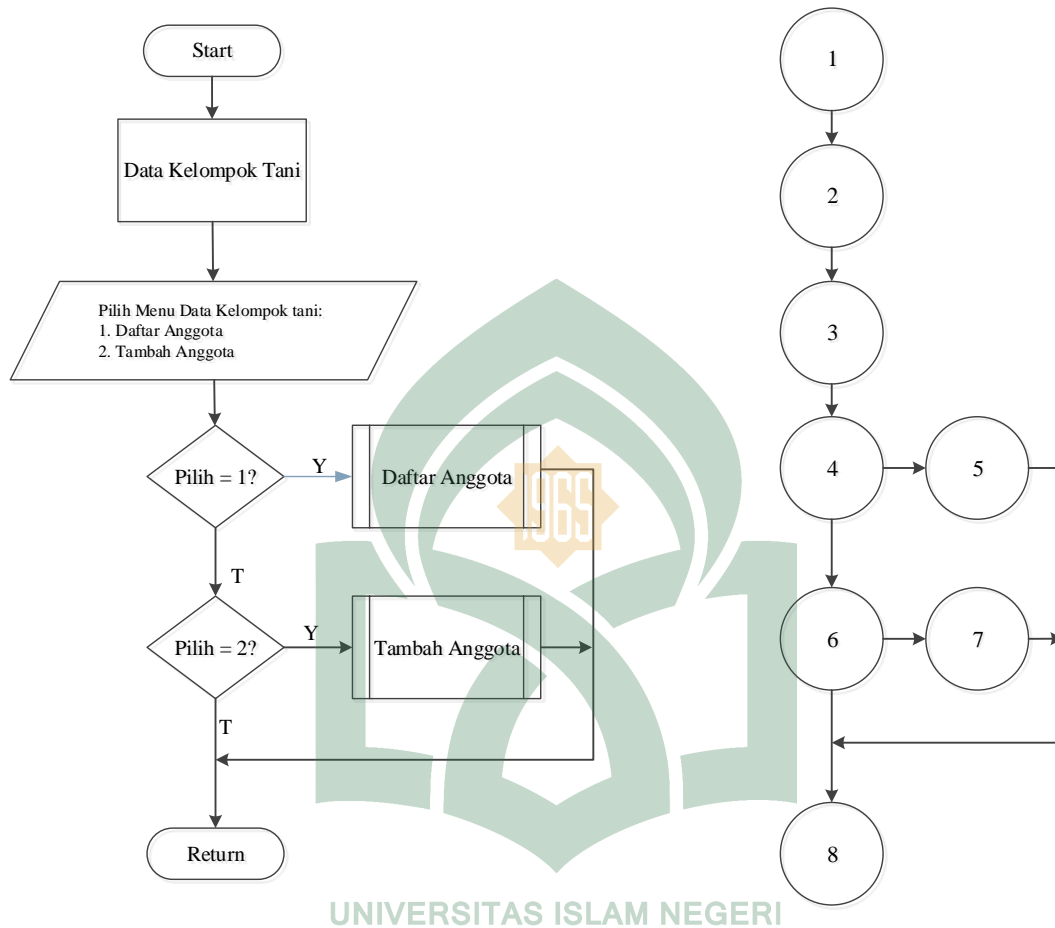 Start
Data Kelompok Tani
Pilih Menu Data Kelompok tani:
1. Daftar Anggota
2. Tambah Anggota
Pilih = 1?
Y
Daftar Anggota
T
Pilih = 2?
Y
Tambah Anggota
T
Return
1
2
3
4
5
6
7
8
1965
UNIVERSITAS ISLAM NEGERI